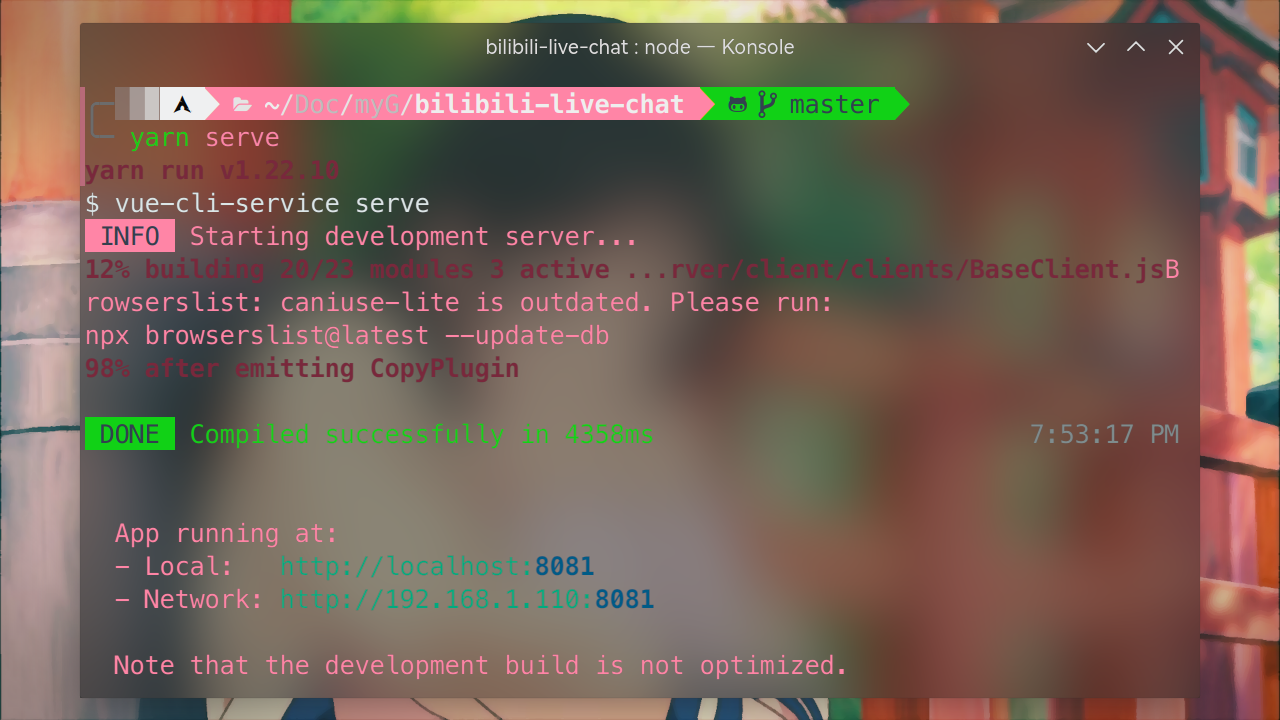 bilibili-live-chat : node — Konsole
~/Doc/myG/bilibili-live-chat master
yarn serve
yarn run v1.22.10
$ vue-cli-service serve
INFO Starting development server...
12% building 20/23 modules 3 active ...rver/client/clients/BaseClient.jsB
rowserslist: caniuse-lite is outdated. Please run:
npx browserslist@latest --update-db
98% after emitting CopyPlugin
DONE Compiled successfully in 4358ms 7:53:17 PM
App running at:
- Local: http://localhost:8081
- Network: http://192.168.1.110:8081
Note that the development build is not optimized.